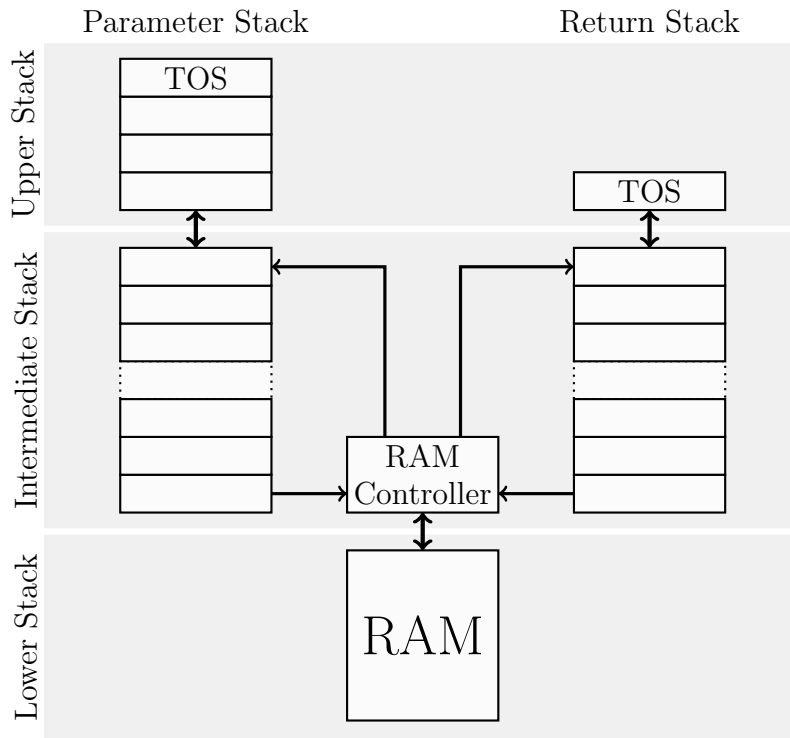 Parameter Stack
Return Stack
Upper Stack
TOS
TOS
Intermediate Stack
RAM
Controller
Lower Stack
RAM